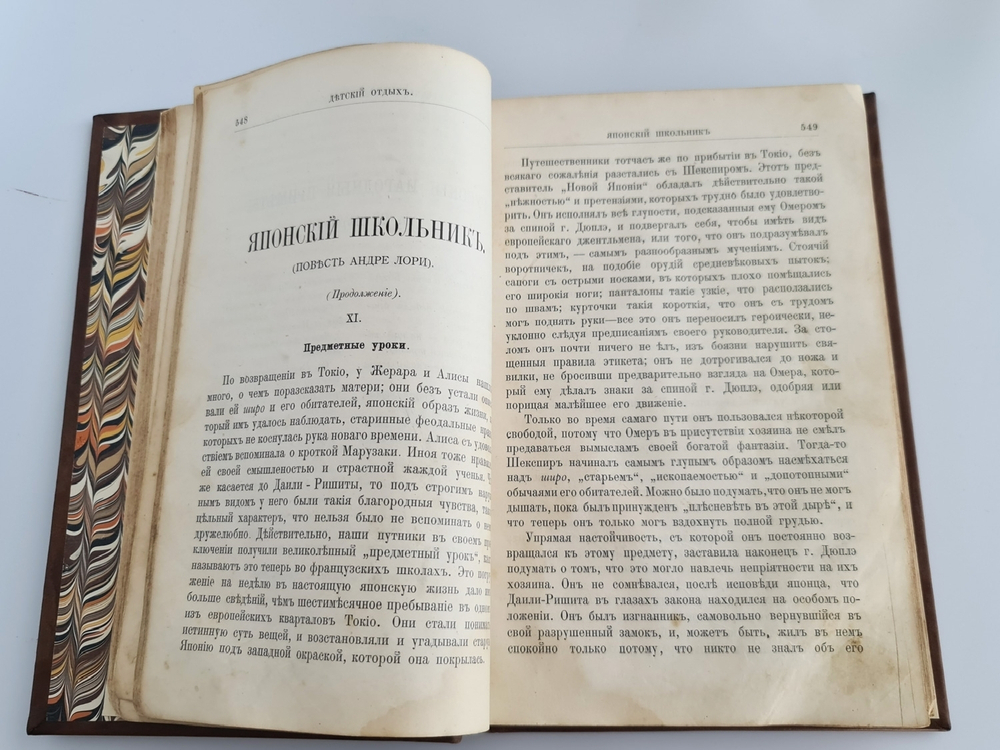 548
ДѢТСКІЙ ОТДЫХЪ.
ЯПОНСКІЙ ШКОЛЬНИКЪ.
(ПОВѢСТЬ АНДРЕ ЛОРИ).
(Продолженіе).
XI.
Предметные уроки.
По возвращеніи въ Токіо, у Жерара и Алисы
много, о чемъ поразсказать матери; они безъ устали
вали ей широ и его обитателей, японскій образъ жизни,
торый имъ удалось наблюдать, старинные феодальные
которыхъ не коснулась рука новаго времени. Алиса съ
ствіемъ вспоминала о кроткой Марузаки. Иноя тоже
ей своей смышленостью и страстной жаждой ученья.
же касается до Даили-Ришиты, то подъ строгимъ
нымъ видомъ у него были такія благородныя чувства,
цѣльный характеръ, что нельзя было не вспоминать о
дружелюбно. Дѣйствительно, наши путники въ своемъ
ключеніи получили великолѣпный „предметный урокъ“,
называютъ это теперь во французскихъ школахъ. Это
женіе на недѣлю въ настоящую японскую жизнь дало
больше свѣдѣній, чѣмъ шестимѣсячное пребываніе въ
изъ европейскихъ кварталовъ Токіо. Они стали
истинную суть вещей, и возстановляли и угадывали
Японію подъ западной окраской, которой она покрылась.
ЯПОНСКІЙ ШКОЛЬНИКЪ
549
Путешественники тотчасъ же по прибытіи въ Токіо, безъ
всякаго сожалѣнія разстались съ Шекспиромъ. Этотъ пред-
ставитель „Новой Японіи“ обладалъ дѣйствительно такой
„нѣжностью“ и претензіями, которыхъ трудно было удовлетво-
рить. Онъ исполнялъ всѣ глупости, подсказанныя ему Омеромъ
за спиной г. Дюплэ, и подвергалъ себя, чтобы имѣть видъ
европейскаго джентльмена, или того, что онъ подразумѣвалъ
подъ этимъ, — самымъ разнообразнымъ мученіямъ. Стоячій
воротничекъ, на подобіе орудій средневѣковыхъ пытокъ;
сапоги съ острыми носками, въ которыхъ плохо помѣщались
его широкія ноги; панталоны такіе узкіе, что расползались
по швамъ; курточки такія короткія, что онъ съ трудомъ
могъ поднять руки—все это онъ переносилъ героически, не-
уклонно слѣдуя предписаніямъ своего руководителя. За сто-
ломъ онъ почти ничего не ѣлъ, изъ боязни нарушить свя-
щенныя правила этикета; онъ не дотрогивался до ножа и
вилки, не бросивши предварительно взгляда на Омера, кото-
рый ему дѣлалъ знаки за спиной г. Дюплэ, одобряя или
порицая малѣйшее его движеніе.
Только во время самаго пути онъ пользовался нѣкоторой
свободой, потому что Омеръ въ присутствіи хозяина не смѣлъ
предаваться вымысламъ своей богатой фантазіи. Тогда-то
Шекспиръ начиналъ самымъ глупымъ образомъ насмѣхаться
надъ широ, „старьемъ“, „ископаемостью“ и „допотопными“
обычаями его обитателей. Можно было подумать, что онъ не могъ
дышать, пока былъ принужденъ „плѣсневѣть въ этой дырѣ“, и
что теперь онъ только могъ вздохнуть полной грудью.
Упрямая настойчивость, съ которой онъ постоянно воз-
вращался къ этому предмету, заставила наконецъ г. Дюплэ
подумать о томъ, что это могло навлечь непріятности на ихъ
хозяина. Онъ не сомнѣвался, послѣ исповѣди японца, что
Даили-Ришита въ глазахъ закона находился на особомъ по-
ложеніи. Онъ былъ изгнанникъ, самовольно вернувшійся въ
свой разрушенный замокъ, и, можетъ быть, жилъ въ немъ
спокойно только потому, что никто не зналъ объ его